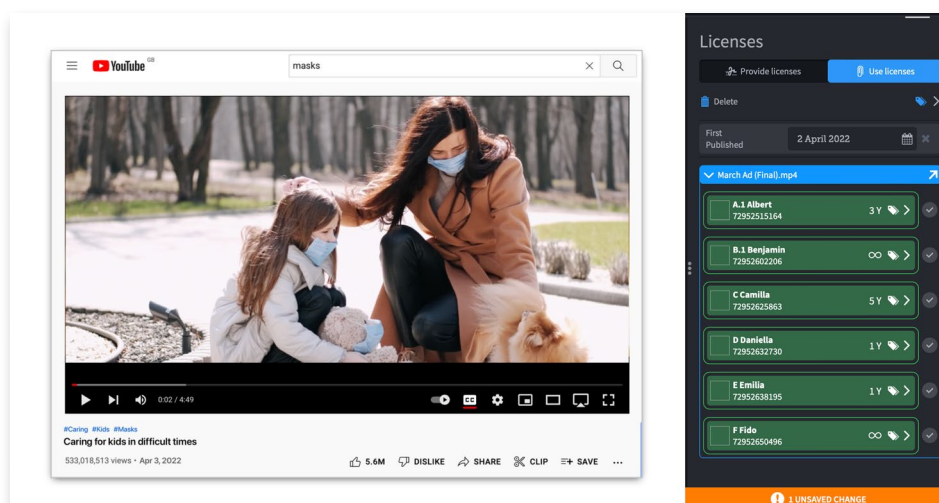 YouTube GB
masks
0:02 / 4:49
CC
#Caring #Kids #Masks
Caring for kids in difficult times
533,018,513 views • Apr 3, 2022
5.6M DISLIKE SHARE CLIP SAVE ...
Licenses
Provide licenses Use licenses
Delete
First Published 2 April 2022
March Ad (Final).mp4
A.1 Albert
72952515164 3 Y
B.1 Benjamin
72952602206 ∞
C Camilla
72952625863 5 Y
D Daniella
72952632730 1 Y
E Emilia
72952638195 1 Y
F Fido
72952650496 ∞
1 UNSAVED CHANGE